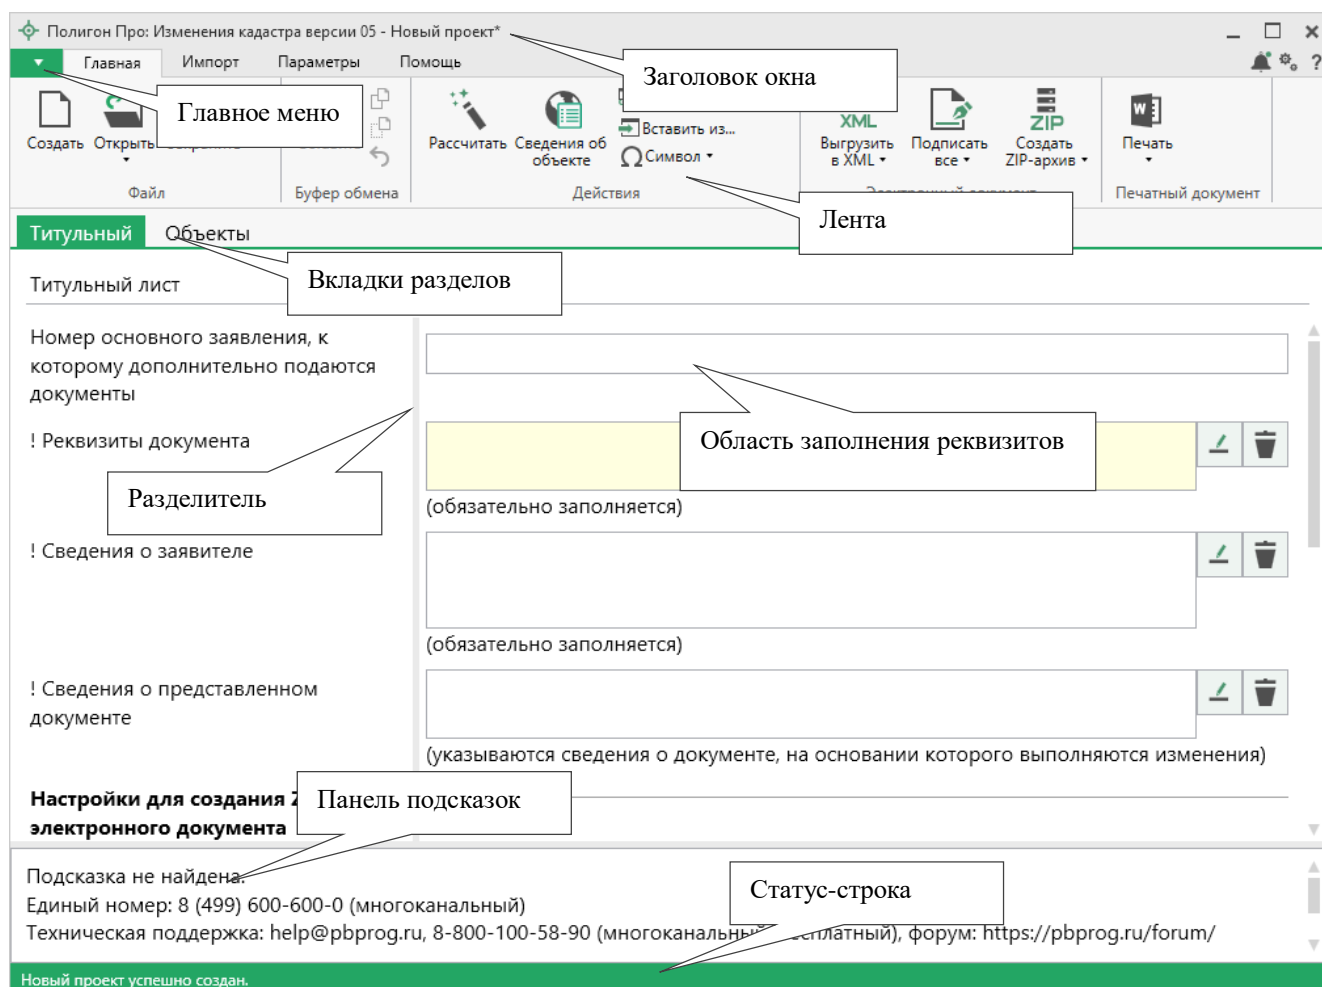 Полигон Про: Изменения кадастра версии 05 - Новый проект*
Главная Импорт Параметры Помощь
?
Заголовок окна
Главное меню
Создать Открыть
Рассчитать
Сведения об объекте
Вставить из...
Символ
XML
Выгрузить в XML
Подписать все
ZIP
Создать ZIP-архив
Печать
Файл
Буфер обмена
Действия
Печатный документ
Лента
Титульный Объекты
Вкладки разделов
Титульный лист
Номер основного заявления, к
которому дополнительно подаются
документы
Область заполнения реквизитов
! Реквизиты документа
Разделитель
(обязательно заполняется)
! Сведения о заявителе
(обязательно заполняется)
! Сведения о представленном
документе
(указываются сведения о документе, на основании которого выполняются изменения)
Настройки для создания
электронного документа
Панель подсказок
Подсказка не найдена.
Статус-строка
Единый номер: 8 (499) 600-600-0 (многоканальный)
Техническая поддержка: help@pbprog.ru, 8-800-100-58-90 (многоканальный, форум: https://pbprog.ru/forum/
Новый проект успешно создан.